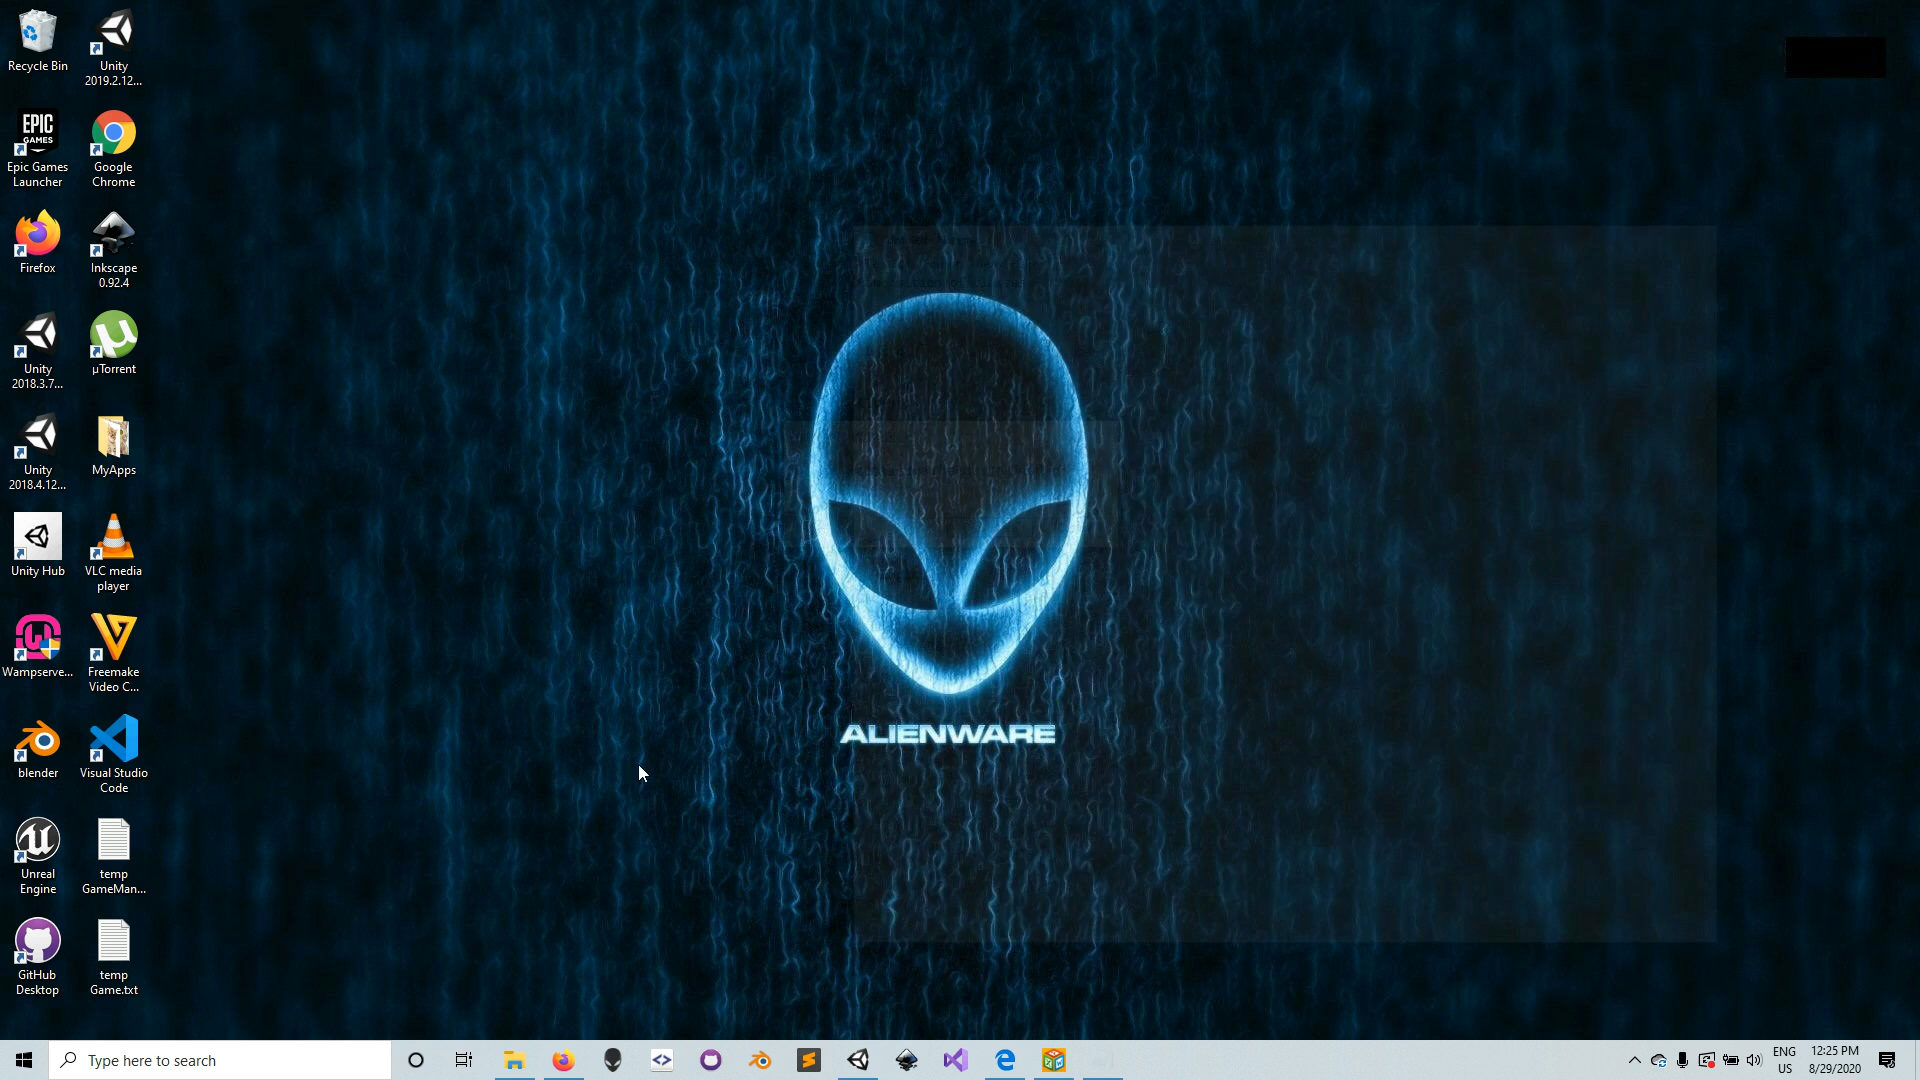 Recycle Bin
Unity
2019.2.12...
EPIC
GAMES
Epic Games
Launcher
Google
Chrome
Firefox
Inkscape
0.92.4
Unity
2018.3.7...
µTorrent
Unity
2018.4.12...
MyApps
Unity Hub
VLC media
player
Wampserve...
Freemake
Video C...
blender
Visual Studio
Code
Unreal
Engine
temp
GameMan...
GitHub
Desktop
temp
Game.txt
ALIENWARE
Type here to search
ENG
US
12:25 PM
8/29/2020